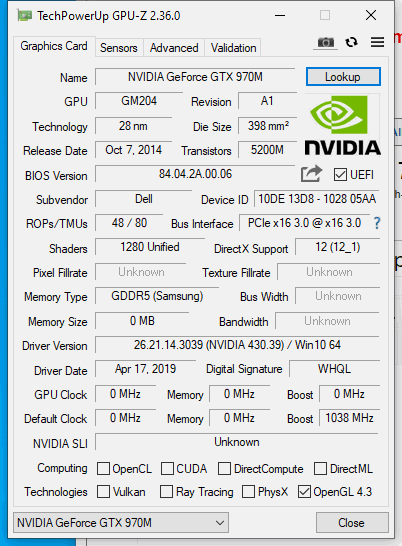 TechPowerUp GPU-Z 2.36.0
Graphics Card Sensors Advanced Validation
Name NVIDIA GeForce GTX 970M Lookup
GPU GM204 Revision A1
Technology 28 nm Die Size 398 mm²
Release Date Oct 7, 2014 Transistors 5200M
NVIDIA
BIOS Version 84.04.2A.00.06 UEFI
Subvendor Dell Device ID 10DE 13D8 - 1028 05AA
ROPs/TMUs 48 / 80 Bus Interface PCIe x16 3.0 @ x16 3.0 ?
Shaders 1280 Unified DirectX Support 12 (12_1)
Pixel Fillrate Unknown Texture Fillrate Unknown
Memory Type GDDR5 (Samsung) Bus Width Unknown
Memory Size 0 MB Bandwidth Unknown
Driver Version 26.21.14.3039 (NVIDIA 430.39) / Win10 64
Driver Date Apr 17, 2019 Digital Signature WHQL
GPU Clock 0 MHz Memory 0 MHz Boost 0 MHz
Default Clock 0 MHz Memory 0 MHz Boost 1038 MHz
NVIDIA SLI Unknown
Computing OpenCL CUDA DirectCompute DirectML
Technologies Vulkan Ray Tracing PhysX OpenGL 4.3
NVIDIA GeForce GTX 970M Close